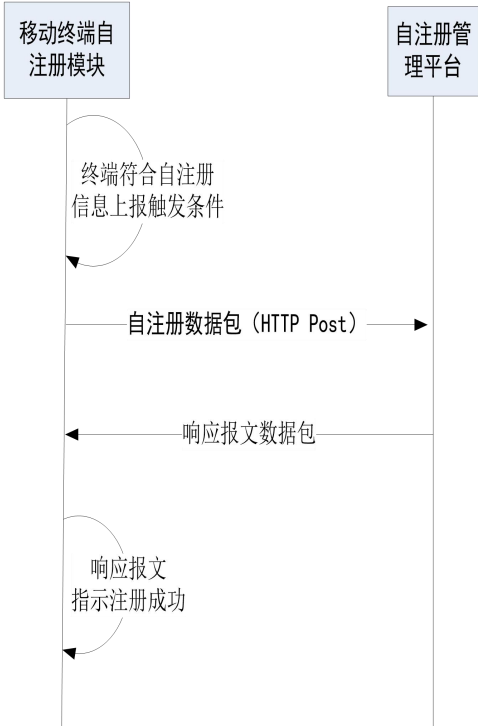 移动终端自
注册模块
自注册管
理平台
终端符合自注册
信息上报触发条件
自注册数据包（HTTP Post）
响应报文数据包
响应报文
指示注册成功